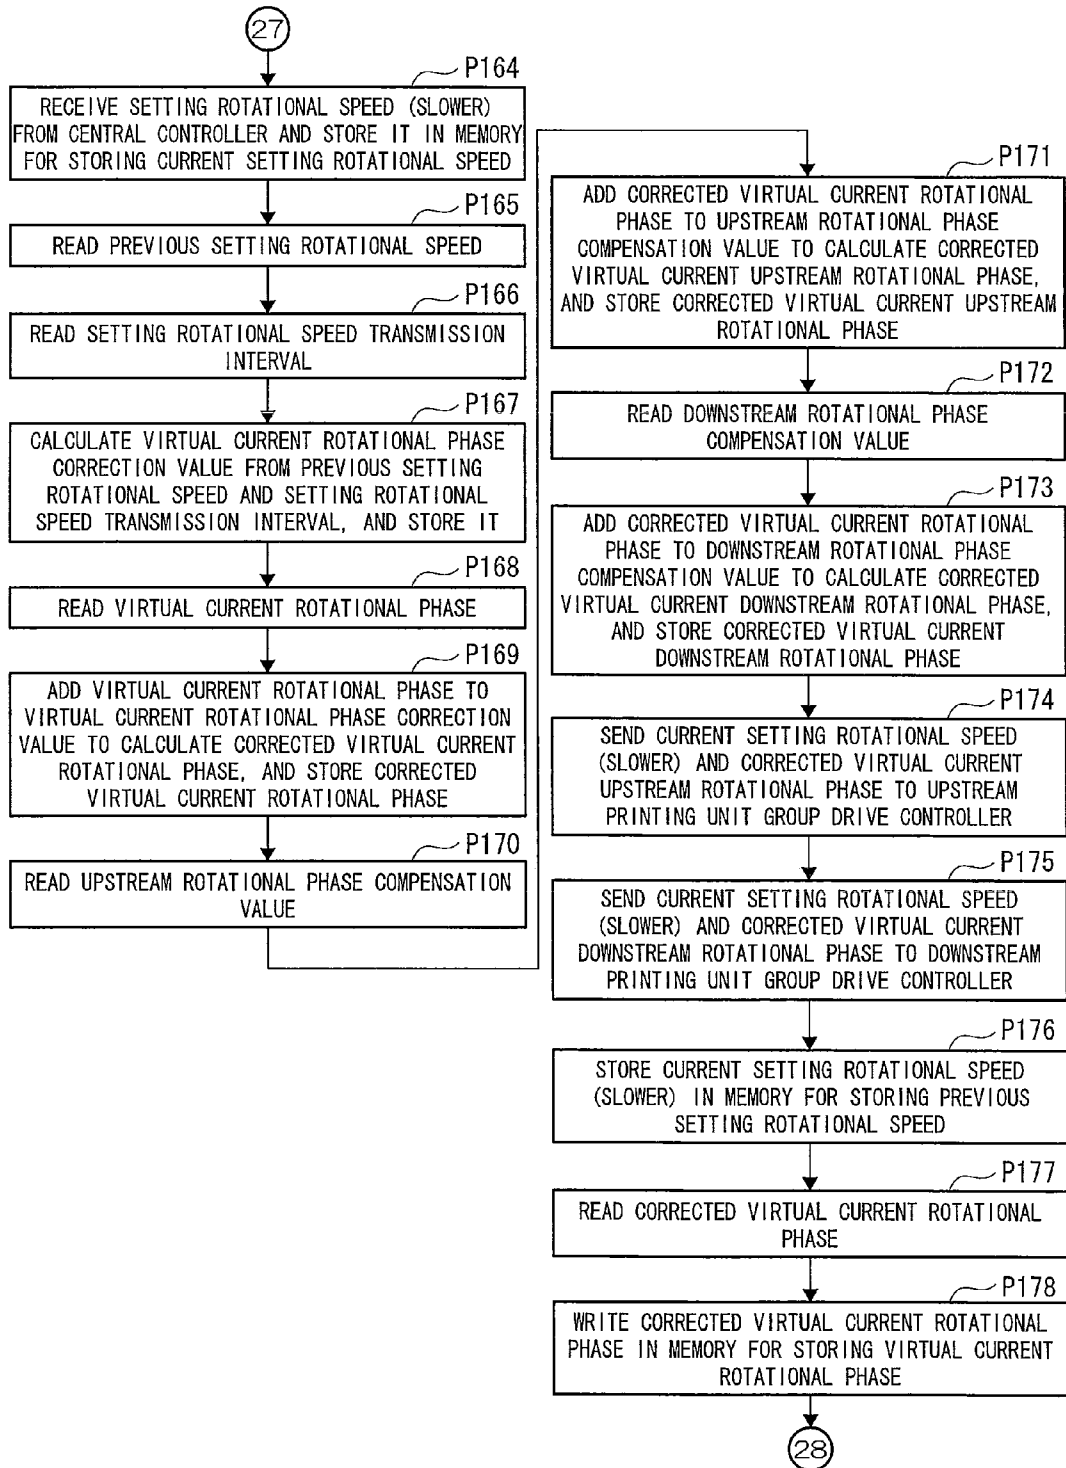 27
P164
RECEIVE SETTING ROTATIONAL SPEED (SLOWER)
FROM CENTRAL CONTROLLER AND STORE IT IN MEMORY
FOR STORING CURRENT SETTING ROTATIONAL SPEED
P165
READ PREVIOUS SETTING ROTATIONAL SPEED
P166
READ SETTING ROTATIONAL SPEED TRANSMISSION
INTERVAL
P167
CALCULATE VIRTUAL CURRENT ROTATIONAL PHASE
CORRECTION VALUE FROM PREVIOUS SETTING
ROTATIONAL SPEED AND SETTING ROTATIONAL
SPEED TRANSMISSION INTERVAL, AND STORE IT
P168
READ VIRTUAL CURRENT ROTATIONAL PHASE
P169
ADD VIRTUAL CURRENT ROTATIONAL PHASE TO
VIRTUAL CURRENT ROTATIONAL PHASE CORRECTION
VALUE TO CALCULATE CORRECTED VIRTUAL CURRENT
ROTATIONAL PHASE, AND STORE CORRECTED
VIRTUAL CURRENT ROTATIONAL PHASE
P170
READ UPSTREAM ROTATIONAL PHASE COMPENSATION
VALUE
P171
ADD CORRECTED VIRTUAL CURRENT ROTATIONAL
PHASE TO UPSTREAM ROTATIONAL PHASE
COMPENSATION VALUE TO CALCULATE CORRECTED
VIRTUAL CURRENT UPSTREAM ROTATIONAL PHASE,
AND STORE CORRECTED VIRTUAL CURRENT UPSTREAM
ROTATIONAL PHASE
P172
READ DOWNSTREAM ROTATIONAL PHASE
COMPENSATION VALUE
P173
ADD CORRECTED VIRTUAL CURRENT ROTATIONAL
PHASE TO DOWNSTREAM ROTATIONAL PHASE
COMPENSATION VALUE TO CALCULATE CORRECTED
VIRTUAL CURRENT DOWNSTREAM ROTATIONAL PHASE,
AND STORE CORRECTED VIRTUAL CURRENT
DOWNSTREAM ROTATIONAL PHASE
P174
SEND CURRENT SETTING ROTATIONAL SPEED
(SLOWER) AND CORRECTED VIRTUAL CURRENT
UPSTREAM ROTATIONAL PHASE TO UPSTREAM
PRINTING UNIT GROUP DRIVE CONTROLLER
P175
SEND CURRENT SETTING ROTATIONAL SPEED
(SLOWER) AND CORRECTED VIRTUAL CURRENT
DOWNSTREAM ROTATIONAL PHASE TO DOWNSTREAM
PRINTING UNIT GROUP DRIVE CONTROLLER
P176
STORE CURRENT SETTING ROTATIONAL SPEED
(SLOWER) IN MEMORY FOR STORING PREVIOUS
SETTING ROTATIONAL SPEED
P177
READ CORRECTED VIRTUAL CURRENT ROTATIONAL
PHASE
P178
WRITE CORRECTED VIRTUAL CURRENT ROTATIONAL
PHASE IN MEMORY FOR STORING VIRTUAL CURRENT
ROTATIONAL PHASE
28